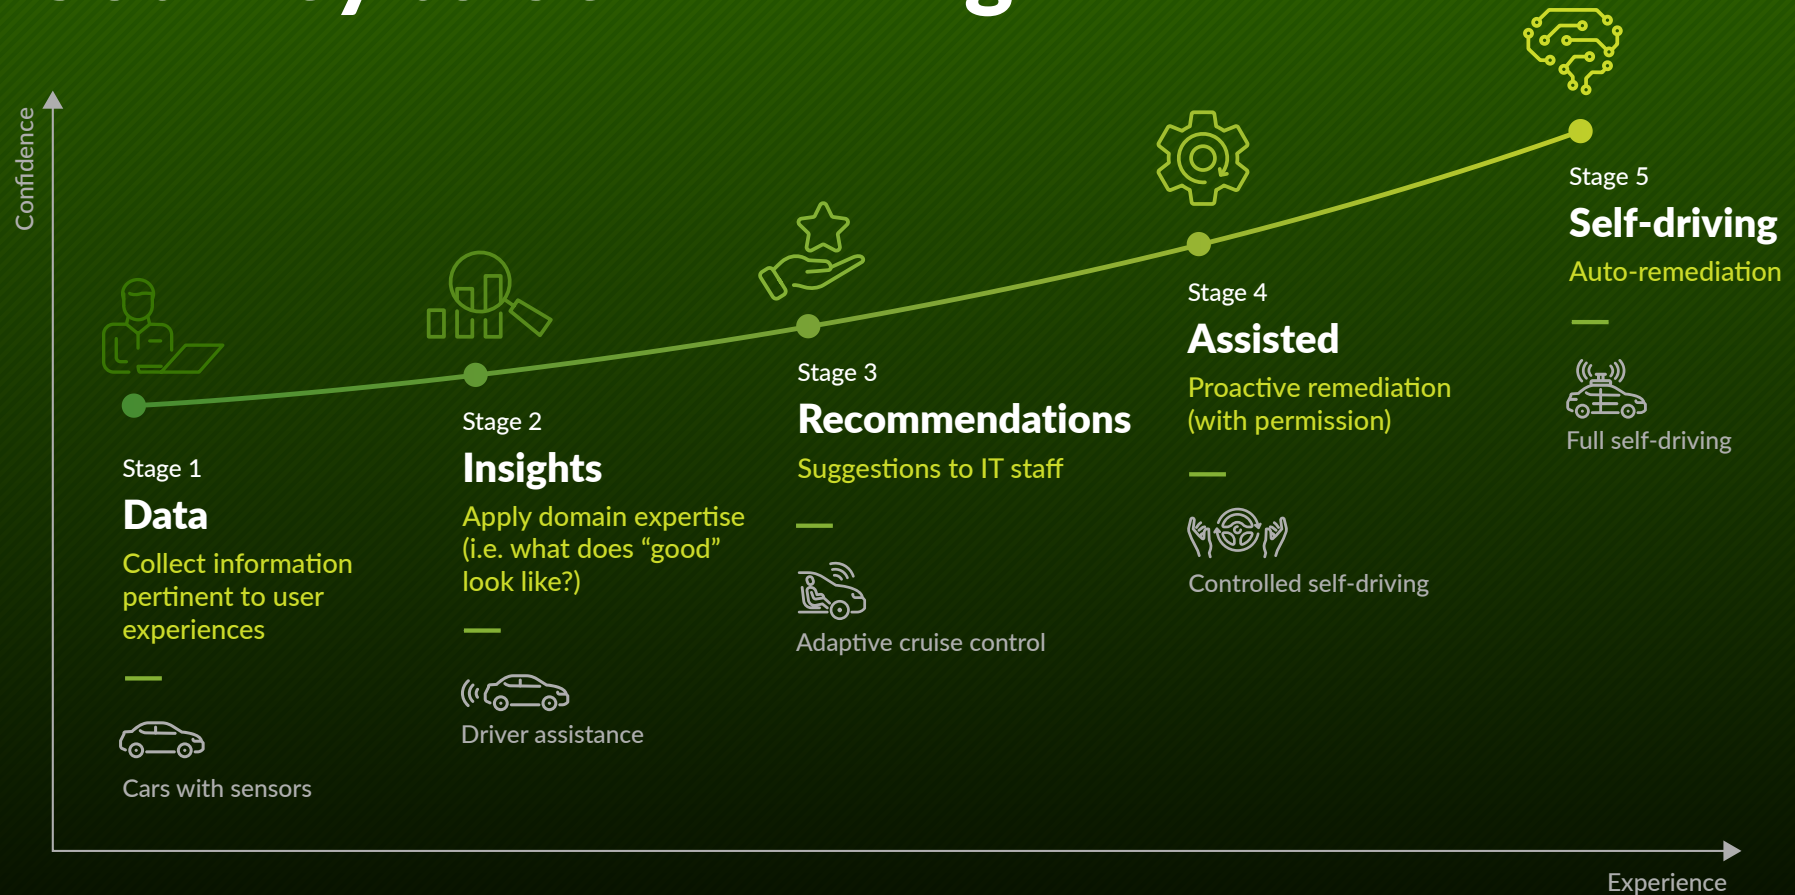 Confidence
Stage 1
Data
Collect information
pertinent to user
experiences
Cars with sensors
Stage 2
Insights
Apply domain expertise
(i.e. what does “good”
look like?)
Driver assistance
Stage 3
Recommendations
Suggestions to IT staff
Adaptive cruise control
Stage 4
Assisted
Proactive remediation
(with permission)
Controlled self-driving
Stage 5
Self-driving
Auto-remediation
Full self-driving
Experience